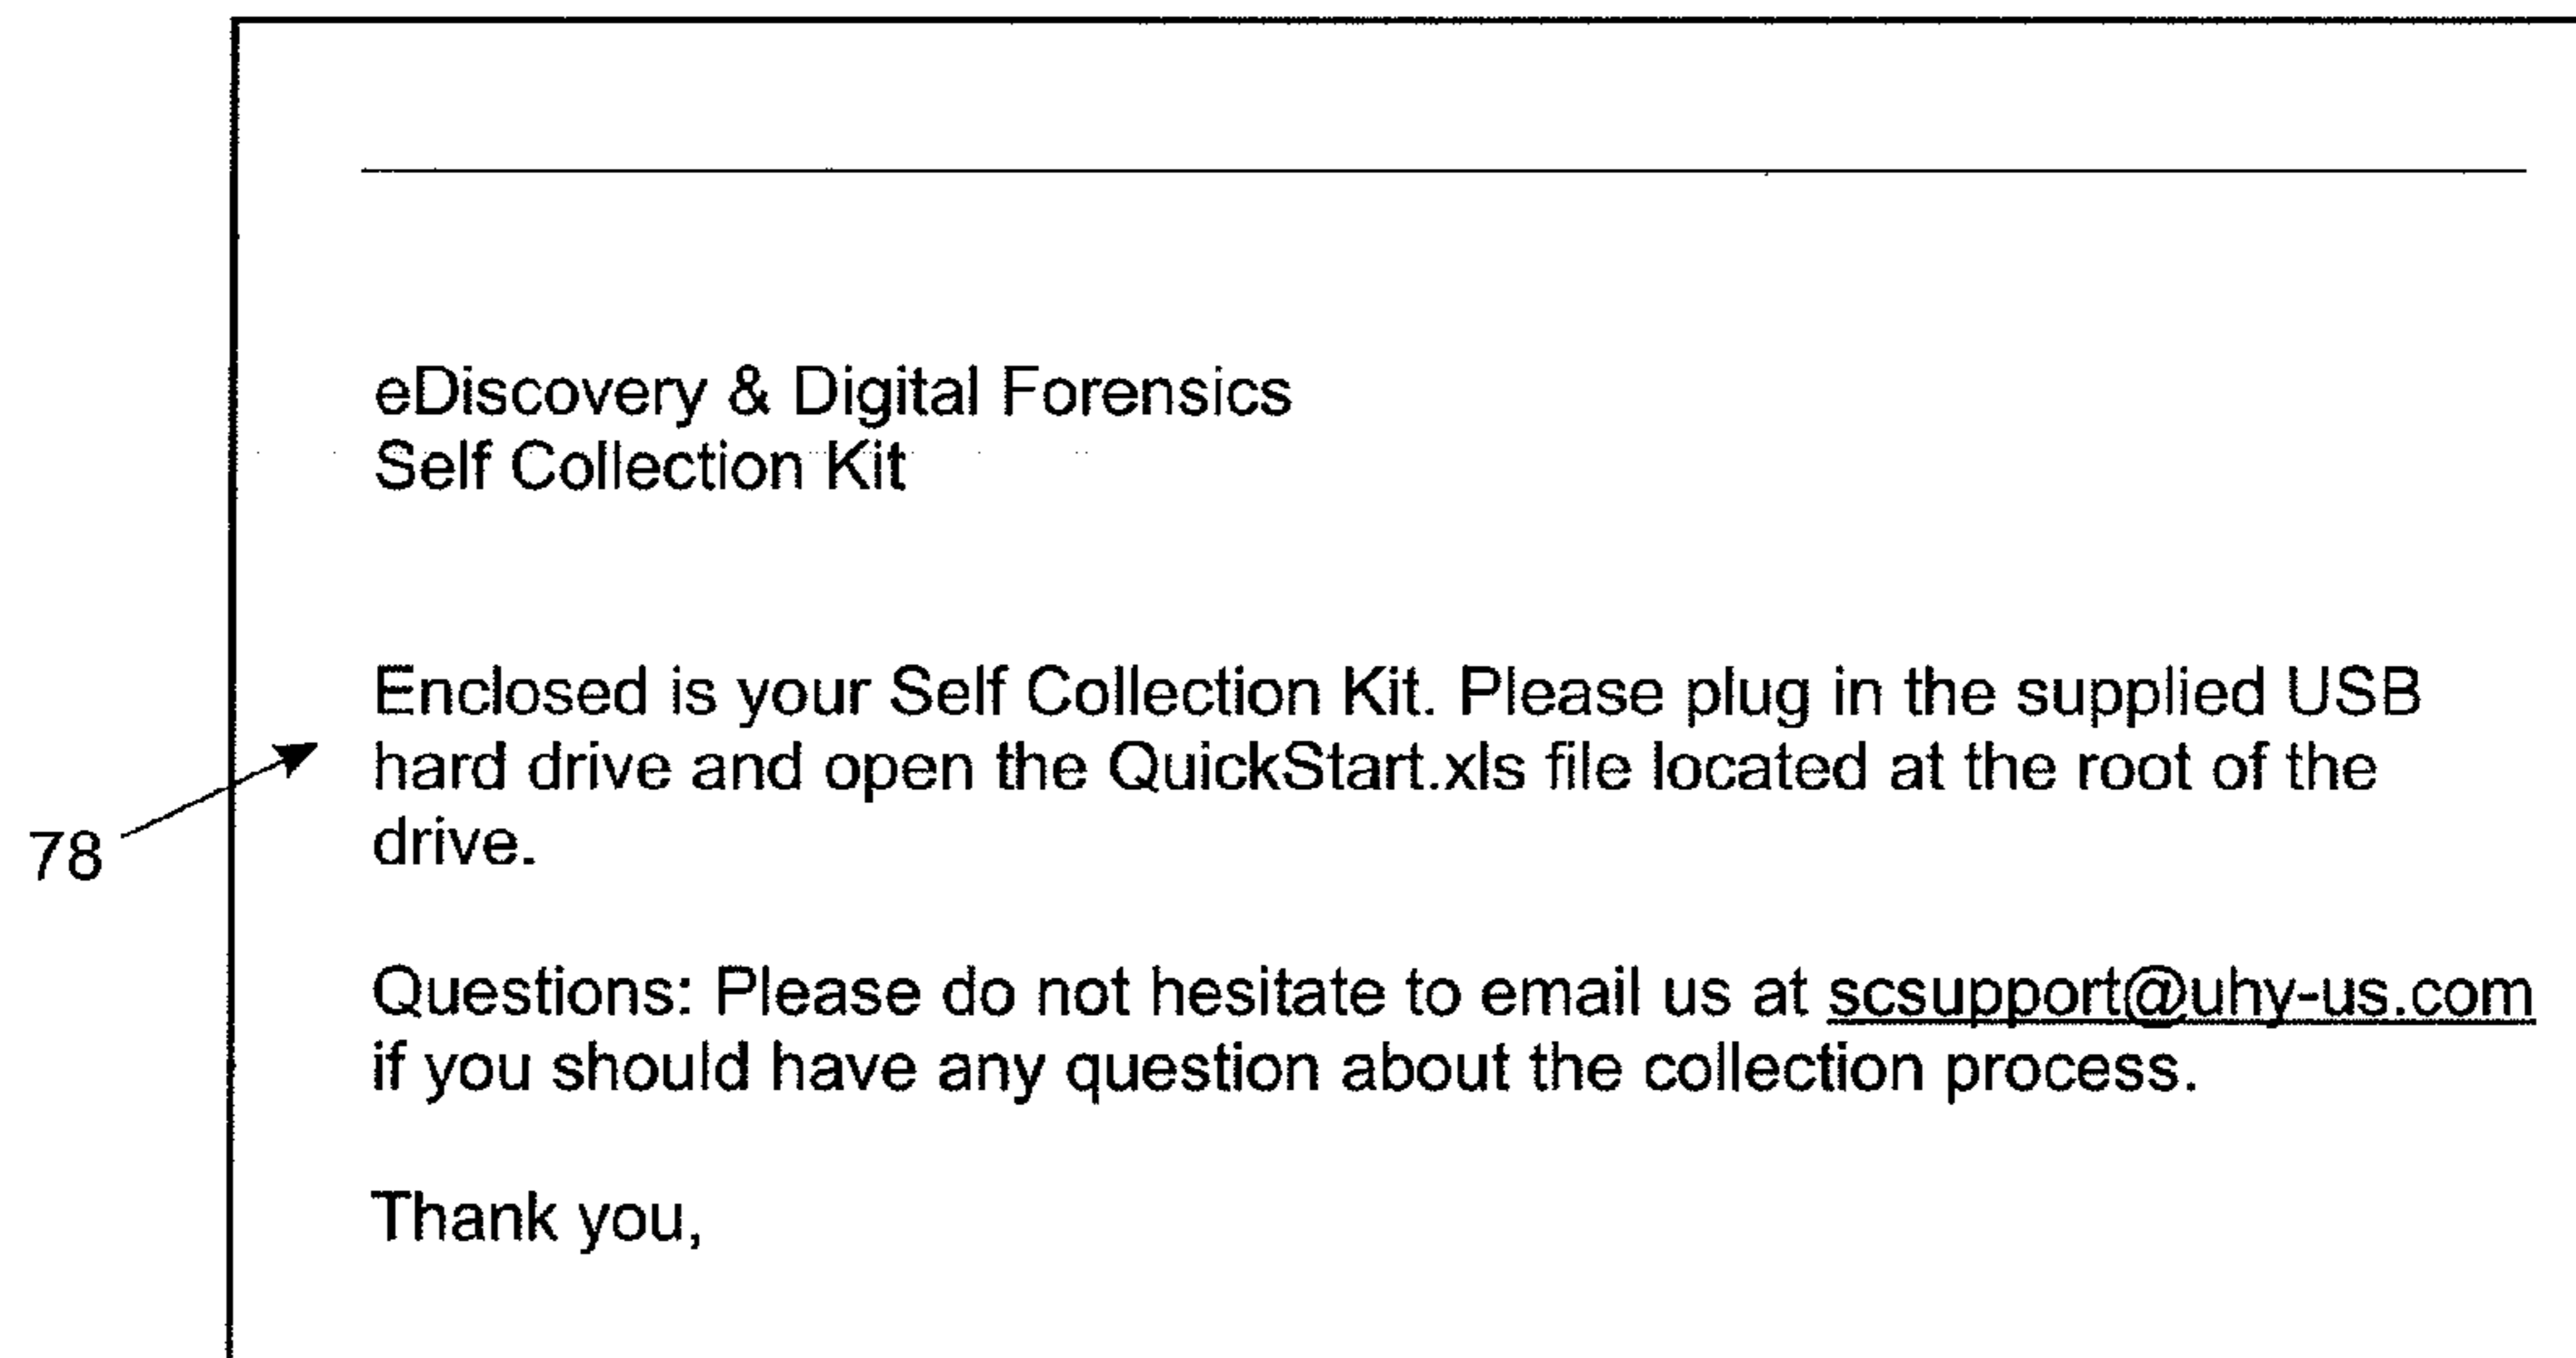 eDiscovery & Digital Forensics
Self Collection Kit
Enclosed is your Self Collection Kit. Please plug in the supplied USB
hard drive and open the QuickStart.xls file located at the root of the
78
drive.
Questions: Please do not hesitate to email us at scsupport@uhy-us.com
if you should have any question about the collection process.
Thank you,